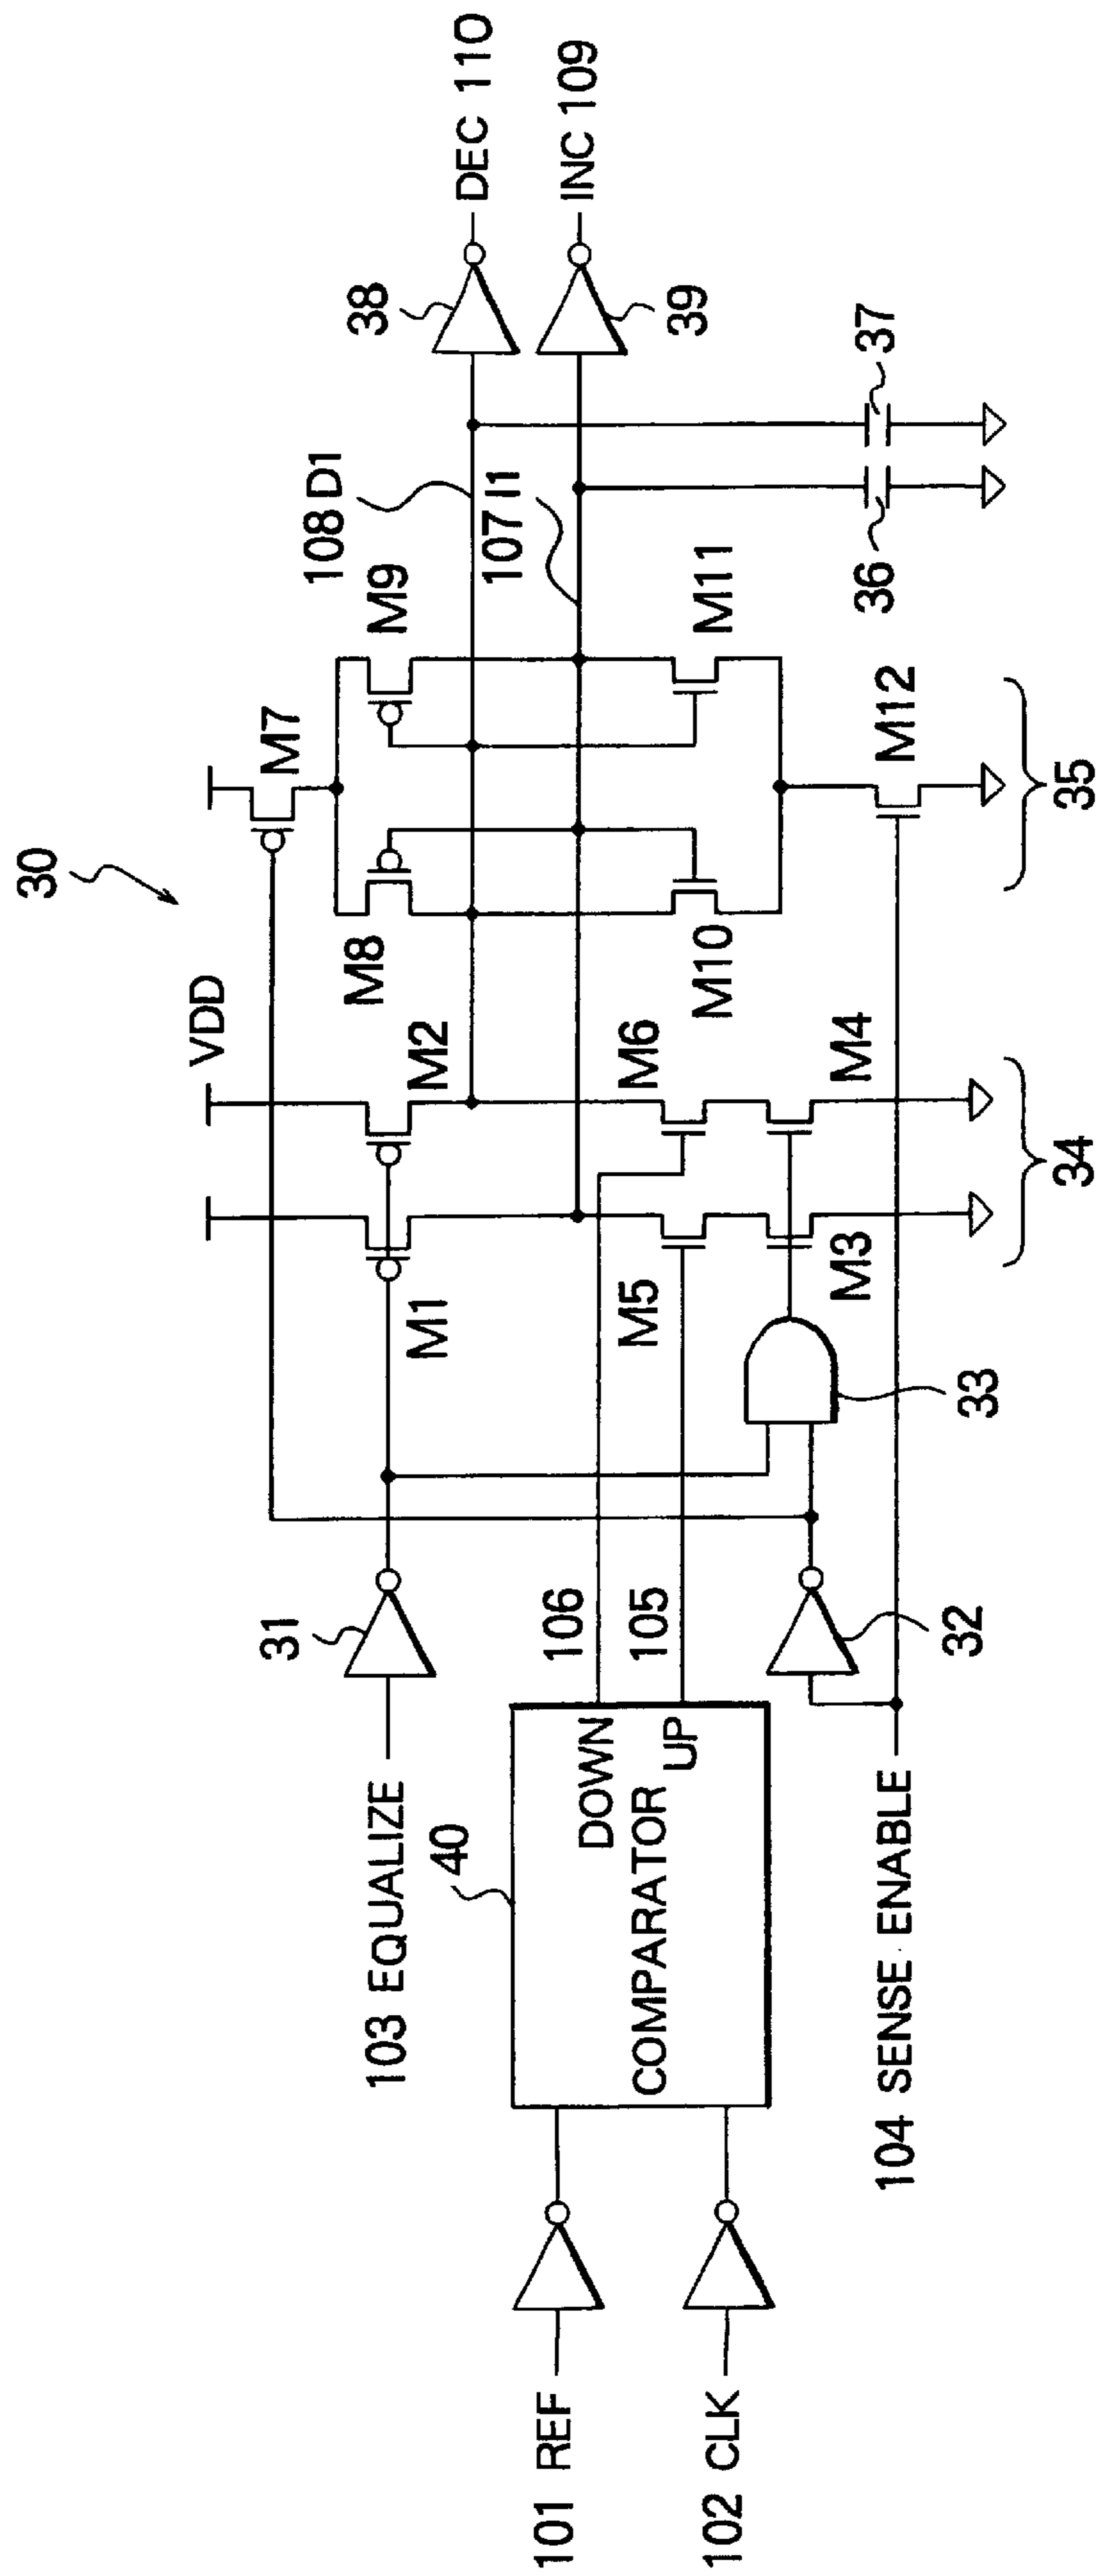 30
VDD
M7
M8
M9
108 D1
107 I1
38
DEC 110
39
INC 109
M1
M2
M10
M11
36
37
M5
M6
M3
M4
M12
34
35
31
103 EQUALIZE
40
DOWN
106
COMPARATOR
UP
105
33
32
101 REF
102 CLK
104 SENSE ENABLE